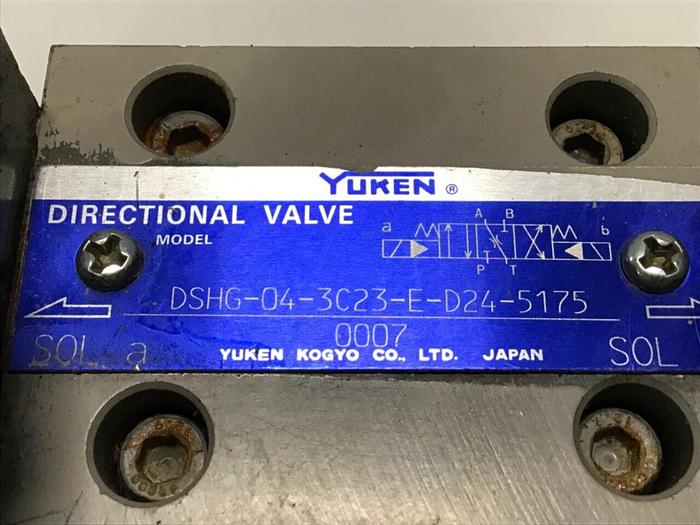 YUKEN ®
DIRECTIONAL VALVE
MODEL
a
A B
b
P T
DSHG-04-3C23-E-D24-5175
0007
SOL a
SOL
YUKEN KOGYO CO., LTD. JAPAN